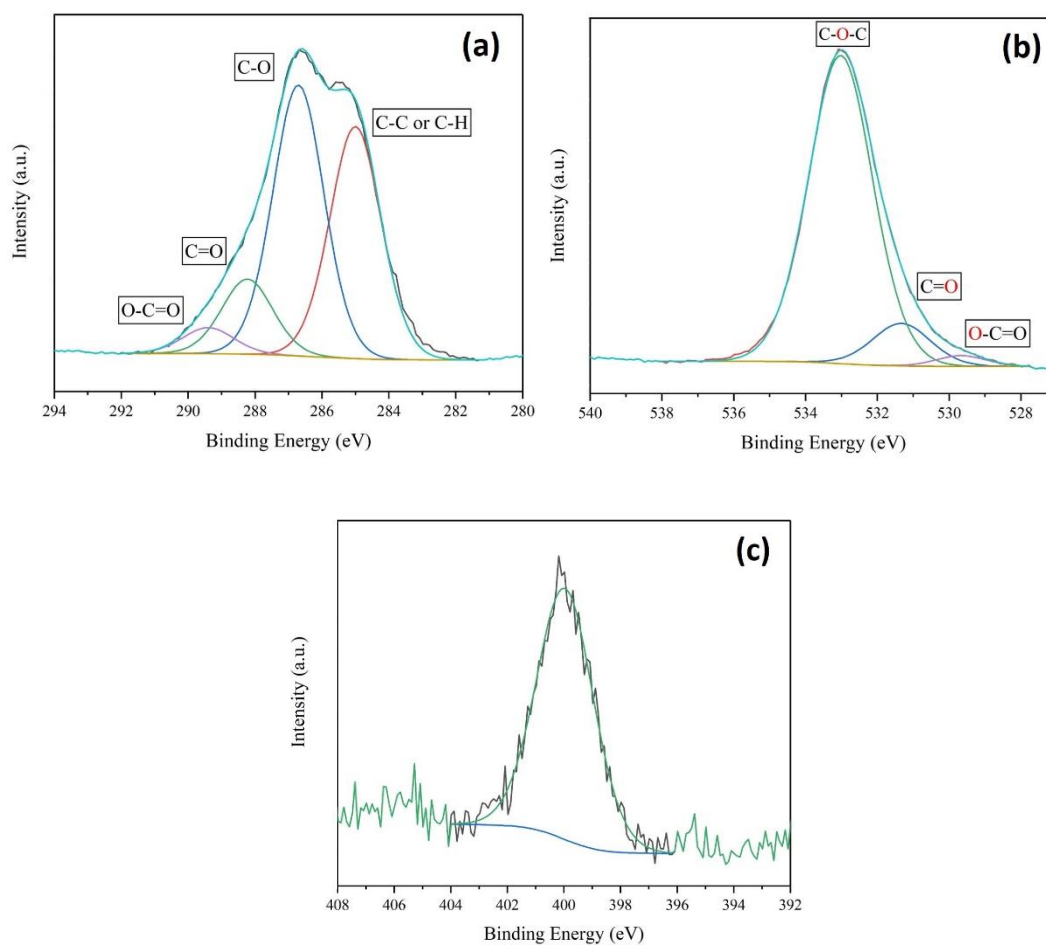 (a)
C-O
C-C or C-H
C=O
O-C=O
Intensity (a.u.)
294 292 290 288 286 284 282 280
Binding Energy (eV)
(b)
C-O-C
C=O
O-C=O
Intensity (a.u.)
540 538 536 534 532 530 528
Binding Energy (eV)
(c)
Intensity (a.u.)
408 406 404 402 400 398 396 394 392
Binding Energy (eV)